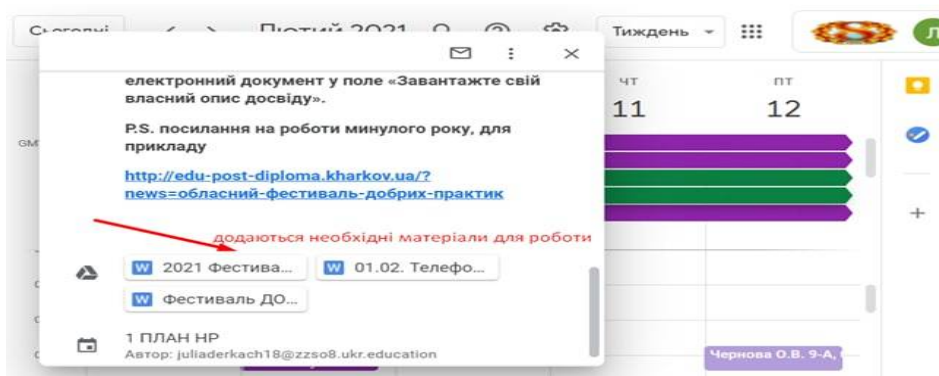 Сьогодні
Лютий 2021
Тиждень
електронний документ у поле «Завантажте свій
власний опис досвіду».
P.S. посилання на роботи минулого року, для
прикладу
http://edu-post-diploma.kharkov.ua/?
news=обласний-фестиваль-добрих-практик
додаються необхідні матеріали для роботи
W 2021 Фестива...
W 01.02. Телефо...
W Фестиваль ДО...
1 ПЛАН НР
Автор: juliaderkach18@zzso8.ukr.education
ЧТ
11
ПТ
12
Чернова О.В. 9-А,
Л